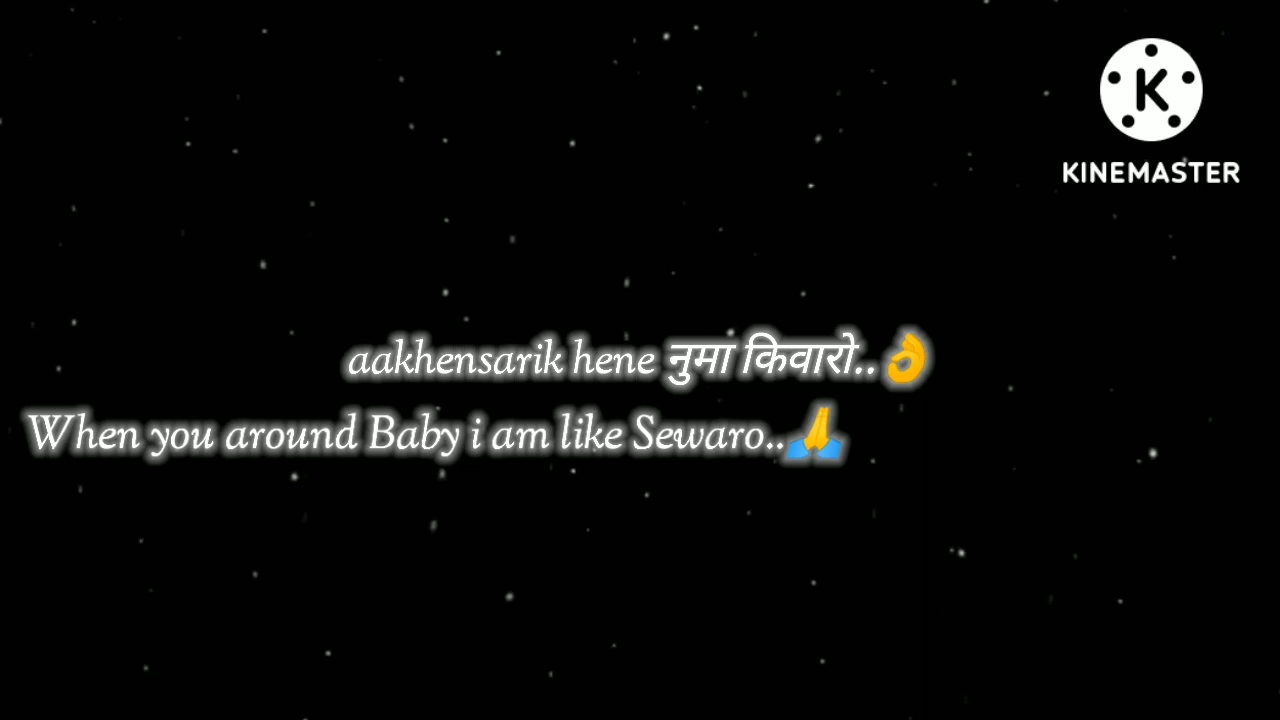 K
KINEMASTER
aakhensarik hene नुमा किवारो..👌
When you around Baby i am like Sewaro..🙏